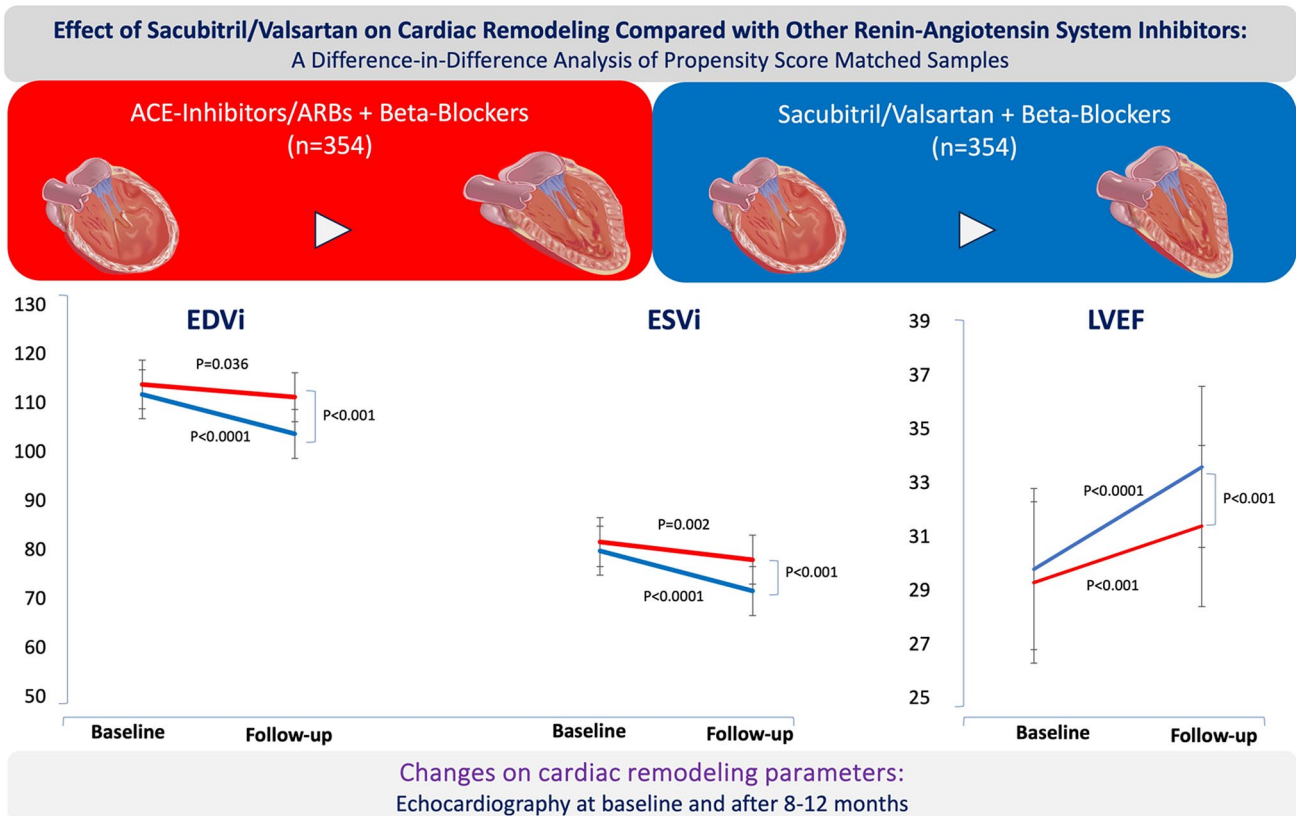 Effect of Sacubitril/Valsartan on Cardiac Remodeling Compared with Other Renin-Angiotensin System Inhibitors:
A Difference-in-Difference Analysis of Propensity Score Matched Samples
ACE-Inhibitors/ARBs + Beta-Blockers
(n=354)
Sacubitril/Valsartan + Beta-Blockers
(n=354)
EDVi
130
120
110
100
90
80
70
60
50
P=0.036
P<0.0001
P<0.001
Baseline
Follow-up
ESVi
P=0.002
P<0.0001
P<0.001
Baseline
Follow-up
LVEF
39
37
35
33
31
29
27
25
P<0.0001
P<0.001
P<0.001
Baseline
Follow-up
Changes on cardiac remodeling parameters:
Echocardiography at baseline and after 8-12 months